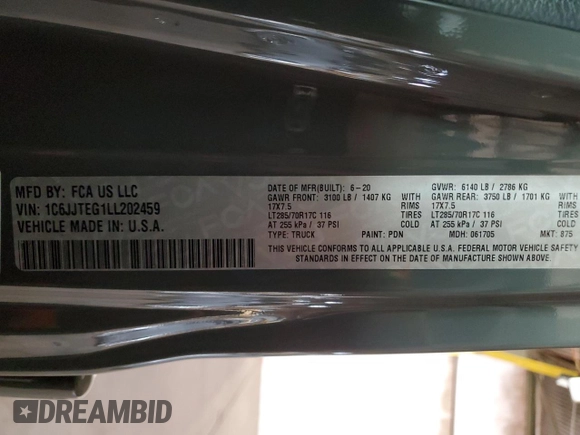 MFD BY: FCA US LLC
VIN: 1C6JJTEG1LL202459
VEHICLE MADE IN: U.S.A.
DATE OF MFR(BUILT): 6-20
GVWR: 6140 LB / 2786 KG
GAWR FRONT: 3100 LB / 1407 KG
GAWR REAR: 3750 LB / 1701 KG
17X7.5 RIMS
17X7.5 RIMS
LT285/70R17C 116 TIRES
LT285/70R17C 116 TIRES
AT 255 kPa / 37 PSI COLD
AT 255 kPa / 37 PSI COLD
THIS VEHICLE CONFORMS TO ALL APPLICABLE U.S.A. FEDERAL MOTOR VEHICLE SAFETY
STANDARDS IN EFFECT ON THE DATE OF MANUFACTURE SHOWN ABOVE.
TYPE: TRUCK PAINT: PDN MDH: 061705 MKT: 875
DREAMBID